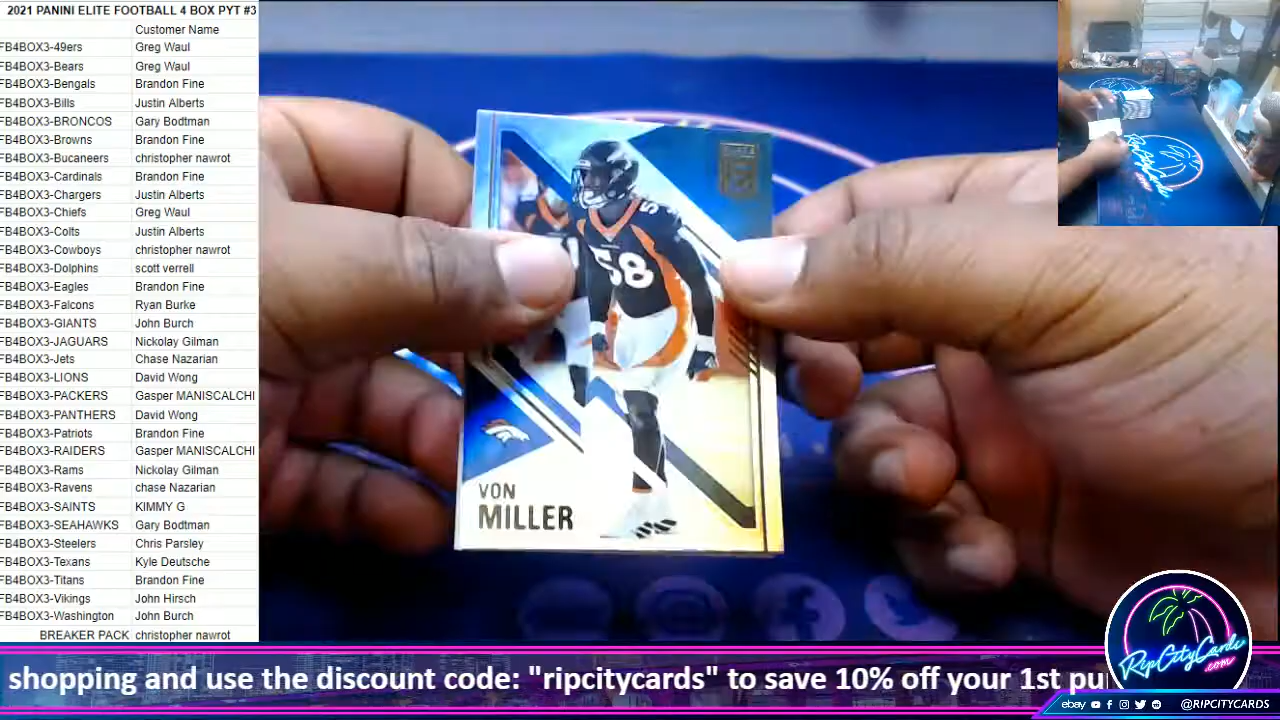 2021 PANINI ELITE FOOTBALL 4 BOX PYT #3
Customer Name
FB4BOX3-49ers Greg Waul
FB4BOX3-Bears Greg Waul
FB4BOX3-Bengals Brandon Fine
FB4BOX3-Bills Justin Alberts
FB4BOX3-BRONCOS Gary Bodtman
FB4BOX3-Browns Brandon Fine
FB4BOX3-Bucaneers christopher nawrot
FB4BOX3-Cardinals Brandon Fine
FB4BOX3-Chargers Justin Alberts
FB4BOX3-Chiefs Greg Waul
FB4BOX3-Colts Justin Alberts
FB4BOX3-Cowboys christopher nawrot
FB4BOX3-Dolphins scott verrell
FB4BOX3-Eagles Brandon Fine
FB4BOX3-Falcons Ryan Burke
FB4BOX3-GIANTS John Burch
FB4BOX3-JAGUARS Nickolay Gilman
FB4BOX3-Jets Chase Nazarian
FB4BOX3-LIONS David Wong
FB4BOX3-PACKERS Gasper MANISCALCHI
FB4BOX3-PANTHERS David Wong
FB4BOX3-Patriots Brandon Fine
FB4BOX3-RAIDERS Gasper MANISCALCHI
FB4BOX3-Rams Nickolay Gilman
FB4BOX3-Ravens chase Nazarian
FB4BOX3-SAINTS KIMMY G
FB4BOX3-SEAHAWKS Gary Bodtman
FB4BOX3-Steelers Chris Parsley
FB4BOX3-Texans Kyle Deutsche
FB4BOX3-Titans Brandon Fine
FB4BOX3-Vikings John Hirsch
FB4BOX3-Washington John Burch
BREAKER PACK christopher nawrot
58
VON
MILLER
shopping and use the discount code: "ripcitycards" to save 10% off your 1st pu
RipCityCards
.com
ebay @RIPCITYCARDS